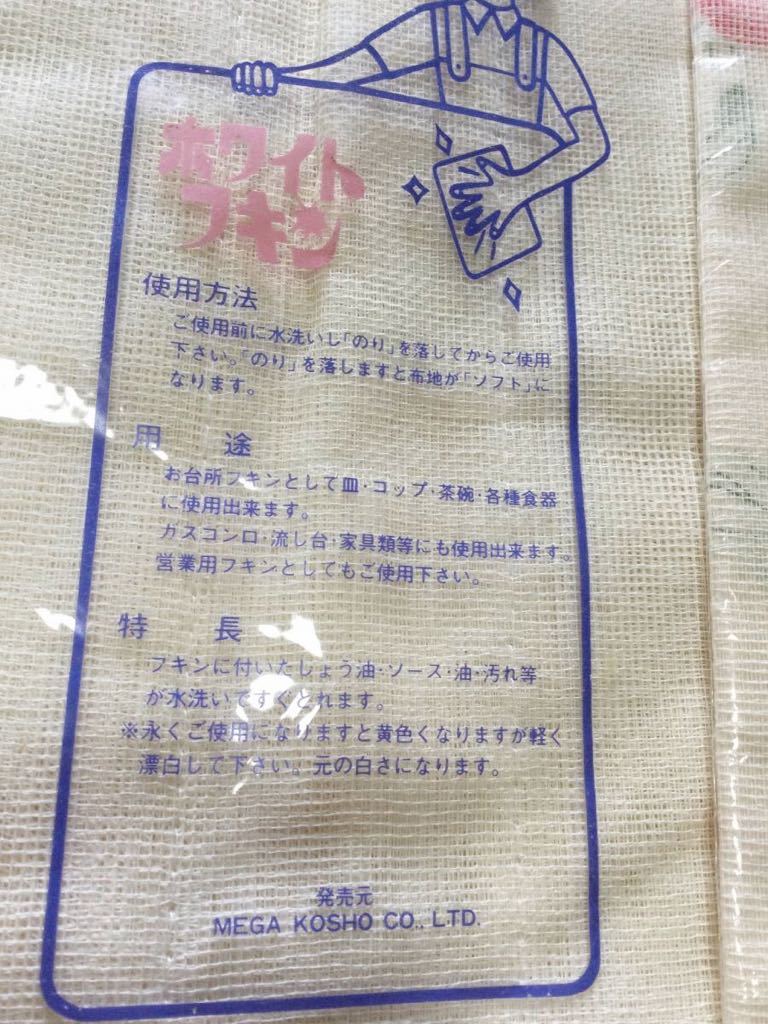 ホワイト
フキン
使用方法
ご使用前に水洗いし「のり」を落してからご使用
下さい。「のり」を落しますと布地が「ソフト」に
なります。
用 途
お台所フキンとして皿・コップ・茶碗・各種食器
に使用出来ます。
ガスコンロ・流し台・家具類等にも使用出来ます。
営業用フキンとしてもご使用下さい。
特 長
フキンに付いたしょう油・ソース・油・汚れ等
が水洗いですぐとれます。
※永くご使用になりますと黄色くなりますが軽く
漂白して下さい。元の白さになります。
発売元
MEGA KOSHO CO., LTD.